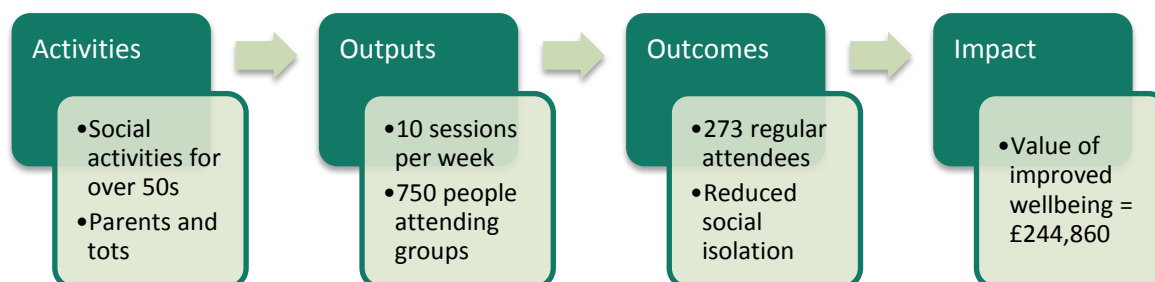 Activities
•Social
activities for
over 50s
•Parents and
tots
Outputs
•10 sessions
per week
•750 people
attending
groups
Outcomes
•273 regular
attendees
•Reduced
social
isolation
Impact
•Value of
improved
wellbeing =
£244,860